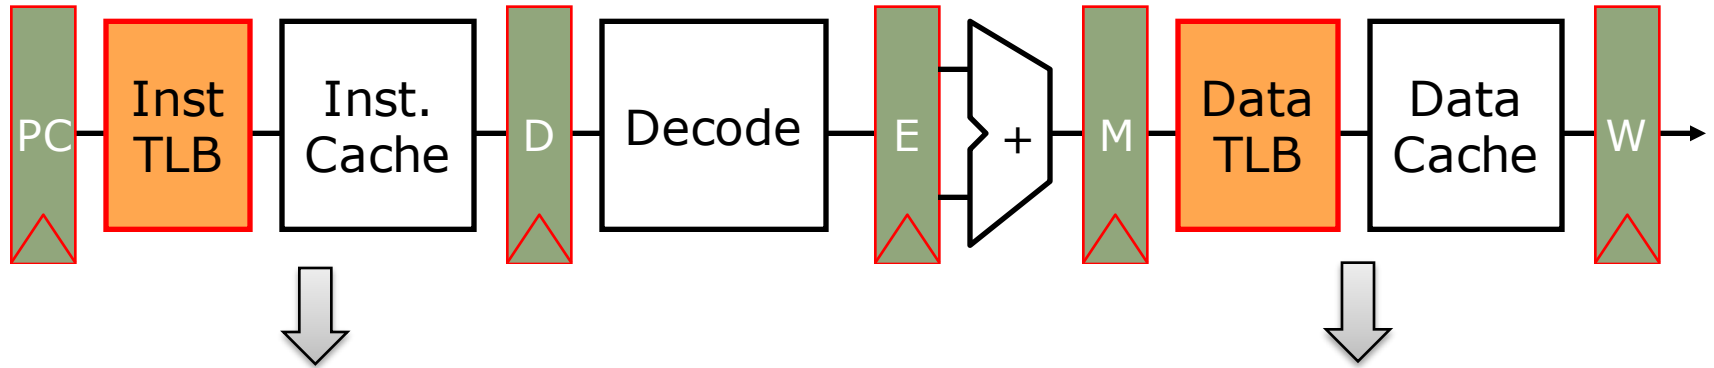 PC
Inst
TLB
Inst.
Cache
D
Decode
E
+
M
Data
TLB
Data
Cache
W